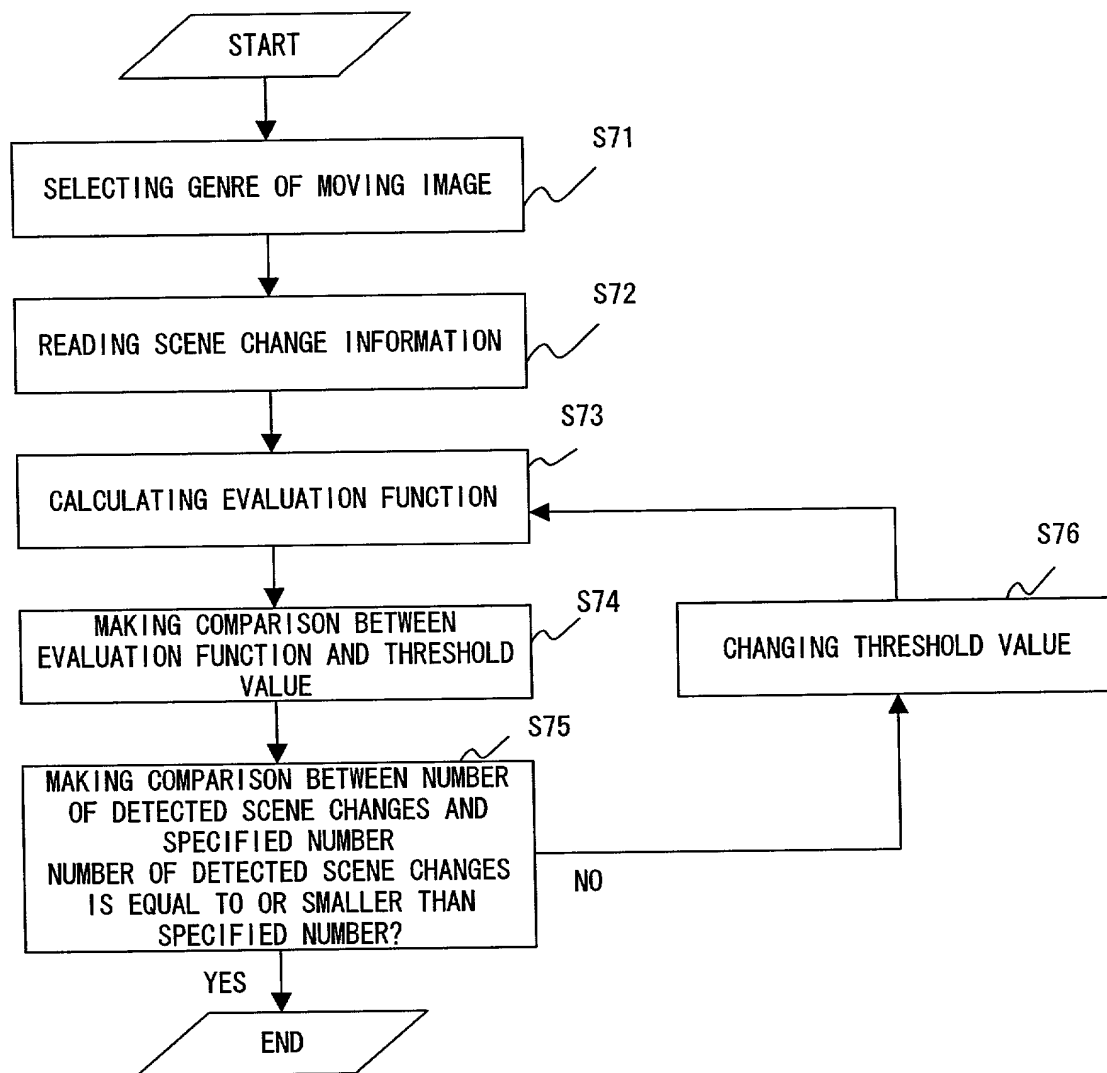 START
S71
SELECTING GENRE OF MOVING IMAGE
S72
READING SCENE CHANGE INFORMATION
S73
CALCULATING EVALUATION FUNCTION
S74
MAKING COMPARISON BETWEEN
EVALUATION FUNCTION AND THRESHOLD
VALUE
S76
CHANGING THRESHOLD VALUE
S75
MAKING COMPARISON BETWEEN NUMBER
OF DETECTED SCENE CHANGES AND
SPECIFIED NUMBER
NUMBER OF DETECTED SCENE CHANGES
IS EQUAL TO OR SMALLER THAN
SPECIFIED NUMBER?
NO
YES
END